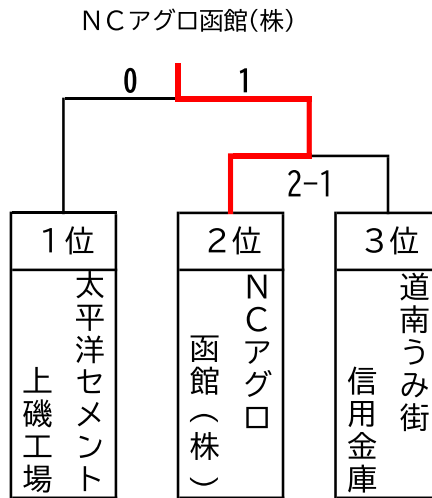 NCアグロ函館(株)
0 1
2-1
1位 2位 3位
太平洋セメント
上磯工場
NCアグロ
函館(株)
道南うみ街
信用金庫